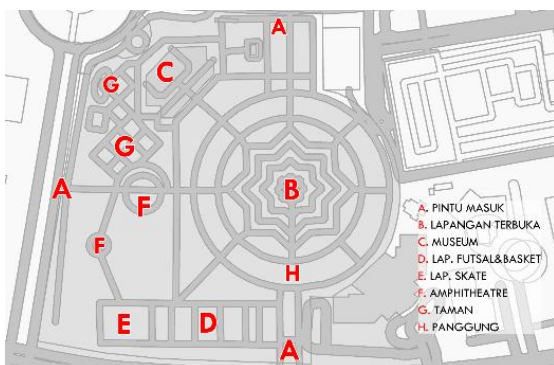 A
C
G
G
A
B
F
F
H
E
D
A
A. PINTU MASUK
B. LAPANGAN TERBUKA
C. MUSEUM
D. LAP. FUTSAL&BASKET
E. LAP. SKATE
F. AMPHITHEATRE
G. TAMAN
H. PANGGUNG